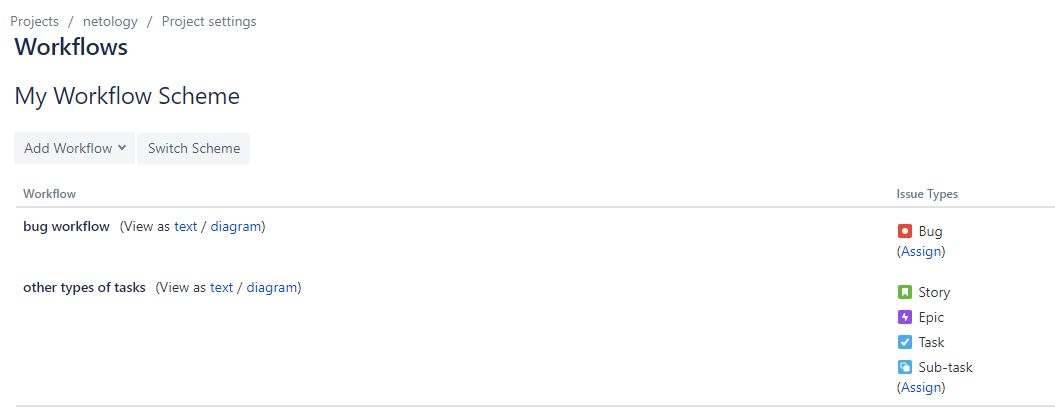 Projects / netology / Project settings
Workflows
My Workflow Scheme
Add Workflow Switch Scheme
Workflow Issue Types
bug workflow (View as text / diagram) Bug
(Assign)
other types of tasks (View as text / diagram) Story
Epic
Task
Sub-task
(Assign)